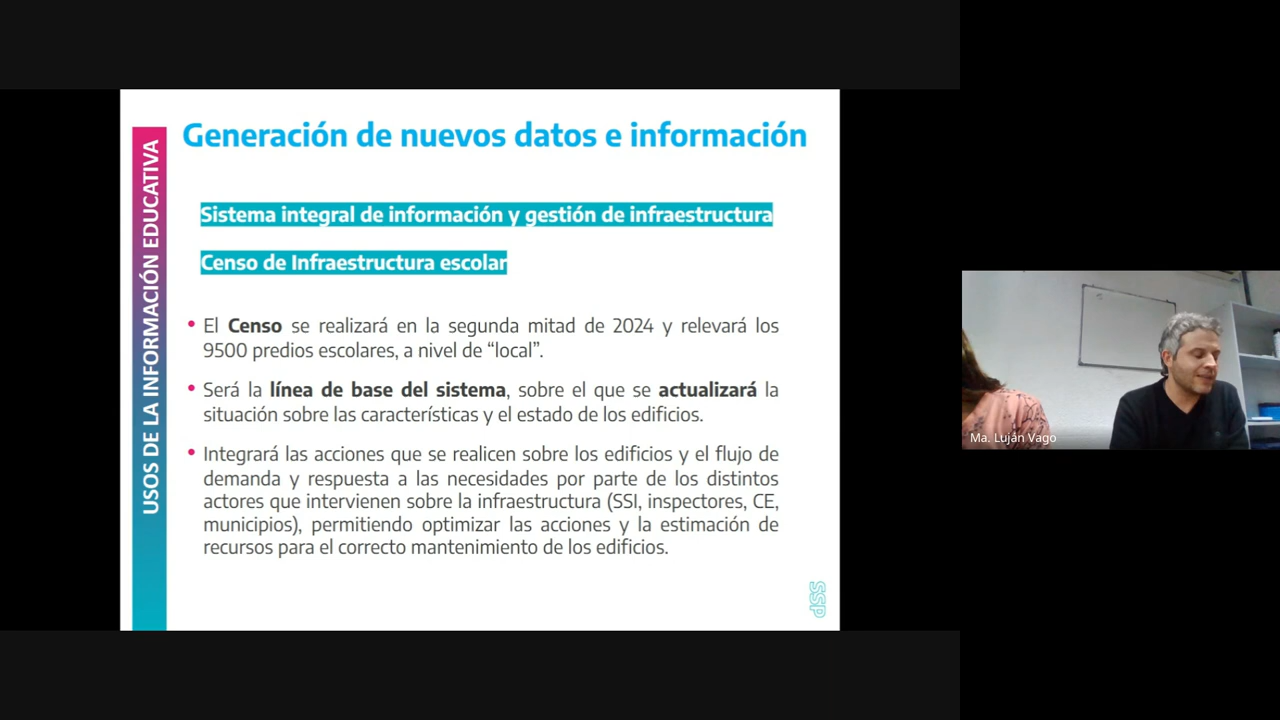 Generación de nuevos datos e información
USOS DE LA INFORMACIÓN EDUCATIVA
Sistema integral de información y gestión de infraestructura
Censo de Infraestructura escolar
• El Censo se realizará en la segunda mitad de 2024 y relevará los
9500 predios escolares, a nivel de “local”.
• Será la línea de base del sistema, sobre el que se actualizará la
situación sobre las características y el estado de los edificios.
• Integrará las acciones que se realicen sobre los edificios y el flujo de
demanda y respuesta a las necesidades por parte de los distintos
actores que intervienen sobre la infraestructura (SSI, inspectores, CE,
municipios), permitiendo optimizar las acciones y la estimación de
recursos para el correcto mantenimiento de los edificios.
SSP
Ma. Luján Vago